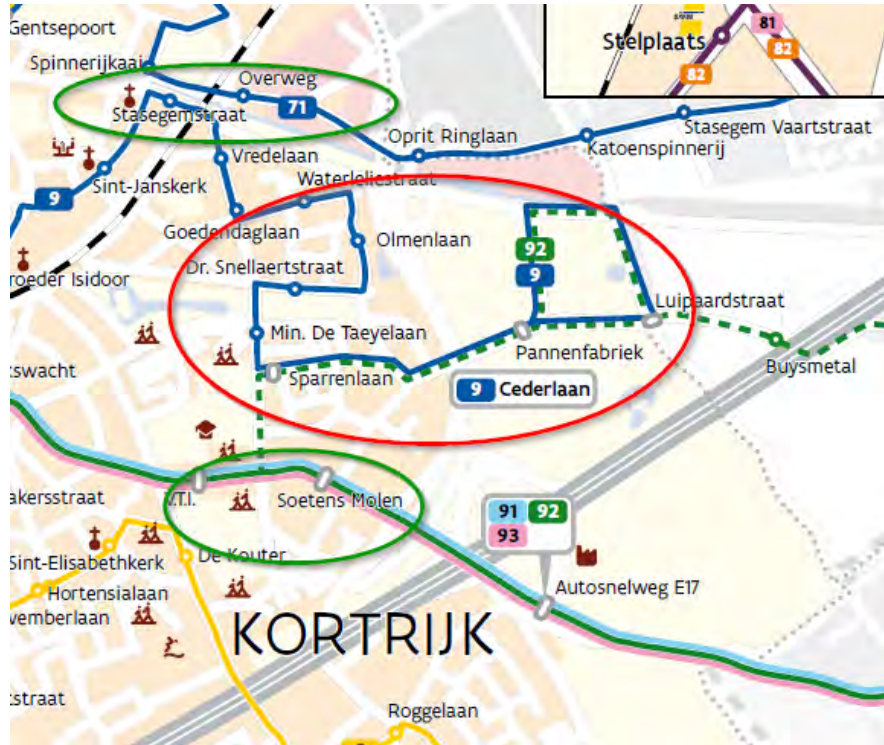 Gentsepoort
Spinnerijkaai
Overweg
71
Stasegemstraat
Stelplaats
81
82
82
Stasegem Vaartstraat
Katoenspinnerij
Oprit Ringlaan
Vredelaan
Sint-Janskerk
Waterleliestraat
9
Goedendaglaan
Olmenlaan
92
9
Dr. Snellaertstraat
roeder Isidoor
Luipaardstraat
Min. De Taeyelaan
Pannenfabriek
Buysmetal
kswacht
Sparrenlaan
9 Cederlaan
V.T.I.
Soetens Molen
akersstraat
91 92
93
Sint-Elisabethkerk
De Kouter
Hortensialaan
Autosnelweg E17
vemberlaan
KORTRIJK
tstraat
Roggelaan